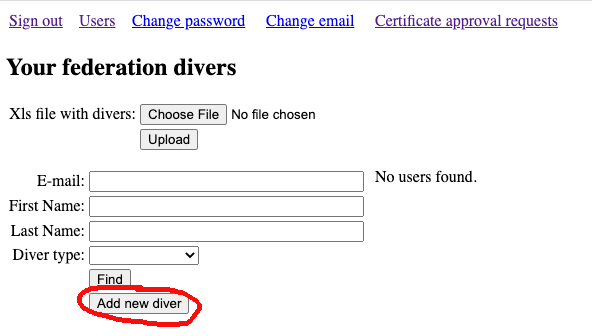 Sign out Users Change password Change email Certificate approval requests
Your federation divers
Xls file with divers: Choose File No file chosen
Upload
E-mail: No users found.
First Name:
Last Name:
Diver type:
Find
Add new diver